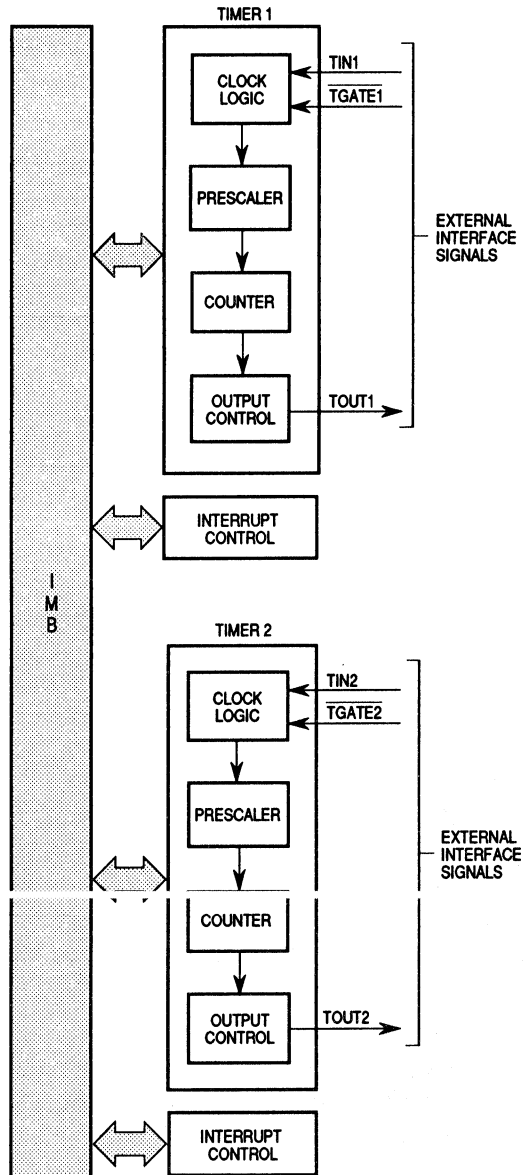 TIMER 1
CLOCK
LOGIC
TIN1
TGATE1
PRESCALER
EXTERNAL
INTERFACE
SIGNALS
COUNTER
OUTPUT
CONTROL
TOUT1
INTERRUPT
CONTROL
I
M
B
TIMER 2
CLOCK
LOGIC
TIN2
TGATE2
PRESCALER
EXTERNAL
INTERFACE
SIGNALS
COUNTER
OUTPUT
CONTROL
TOUT2
INTERRUPT
CONTROL